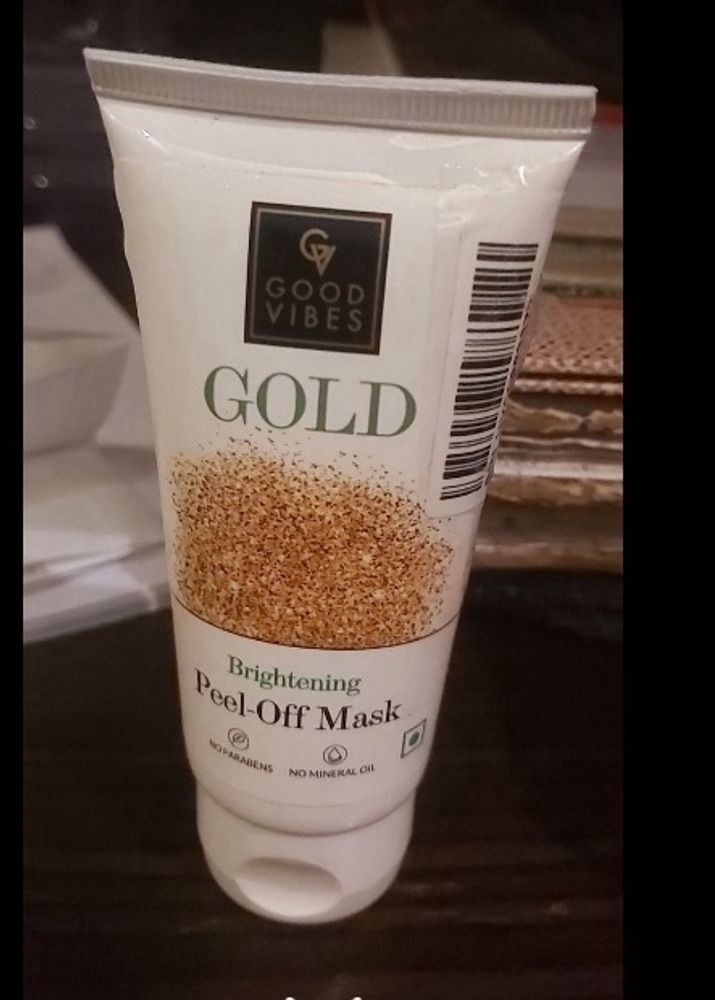 GV
GOOD
VIBES
GOLD
Brightening
Peel-Off Mask
NO PARABENS
NO MINERAL OIL